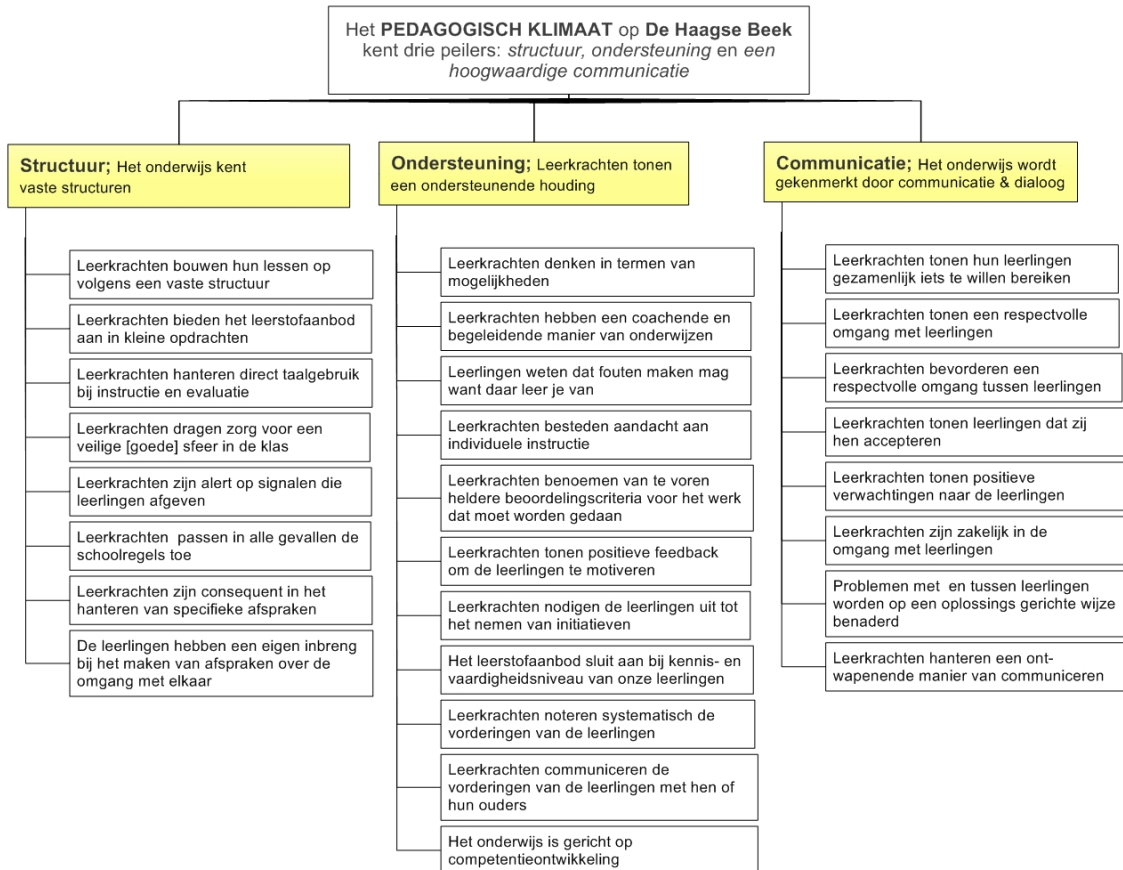 Het PEDAGOGISCH KLIMAAT op De Haagse Beek
kent drie peilers: structuur, ondersteuning en een
hoogwaardige communicatie
Structuur; Het onderwijs kent
vaste structuren
Leerkrachten bouwen hun lessen op
volgens een vaste structuur
Leerkrachten bieden het leerstofaanbod
aan in kleine opdrachten
Leerkrachten hanteren direct taalgebruik
bij instructie en evaluatie
Leerkrachten dragen zorg voor een
veilige [goede] sfeer in de klas
Leerkrachten zijn alert op signalen die
leerlingen afgeven
Leerkrachten  passen in alle gevallen de
schoolregels toe
Leerkrachten zijn consequent in het
hanteren van specifieke afspraken
De leerlingen hebben een eigen inbreng
bij het maken van afspraken over de
omgang met elkaar
Ondersteuning; Leerkrachten tonen
een ondersteunende houding
Leerkrachten denken in termen van
mogelijkheden
Leerkrachten hebben een coachende en
begeleidende manier van onderwijzen
Leerlingen weten dat fouten maken mag
want daar leer je van
Leerkrachten besteden aandacht aan
individuele instructie
Leerkrachten benoemen van te voren
heldere beoordelingscriteria voor het werk
dat moet worden gedaan
Leerkrachten tonen positieve feedback
om de leerlingen te motiveren
Leerkrachten nodigen de leerlingen uit tot
het nemen van initiatieven
Het leerstofaanbod sluit aan bij kennis- en
vaardigheidsniveau van onze leerlingen
Leerkrachten noteren systematisch de
vorderingen van de leerlingen
Leerkrachten communiceren de
vorderingen van de leerlingen met hen of
hun ouders
Het onderwijs is gericht op
competentieontwikkeling
Communicatie; Het onderwijs wordt
gekenmerkt door communicatie & dialoog
Leerkrachten tonen hun leerlingen
gezamenlijk iets te willen bereiken
Leerkrachten tonen een respectvolle
omgang met leerlingen
Leerkrachten bevorderen een
respectvolle omgang tussen leerlingen
Leerkrachten tonen leerlingen dat zij
hen accepteren
Leerkrachten tonen positieve
verwachtingen naar de leerlingen
Leerkrachten zijn zakelijk in de
omgang met leerlingen
Problemen met  en tussen leerlingen
worden op een oplossings gerichte wijze
benaderd
Leerkrachten hanteren een ont-
wapenende manier van communiceren